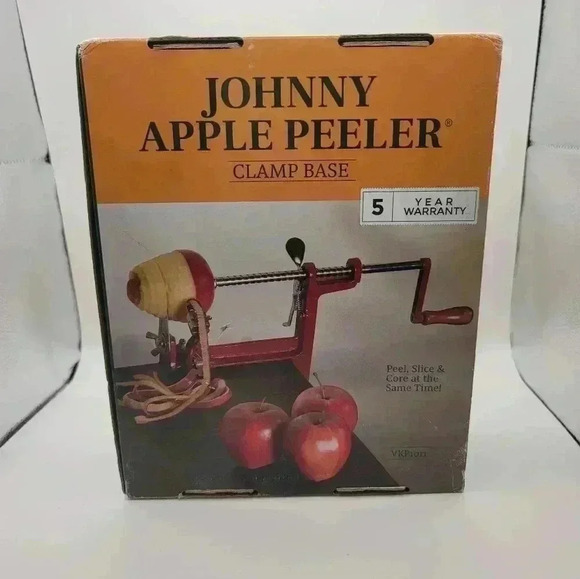 JOHNNY
APPLE PEELER®
CLAMP BASE
5 YEAR
WARRANTY
Peel, Slice &
Core at the
Same Time!